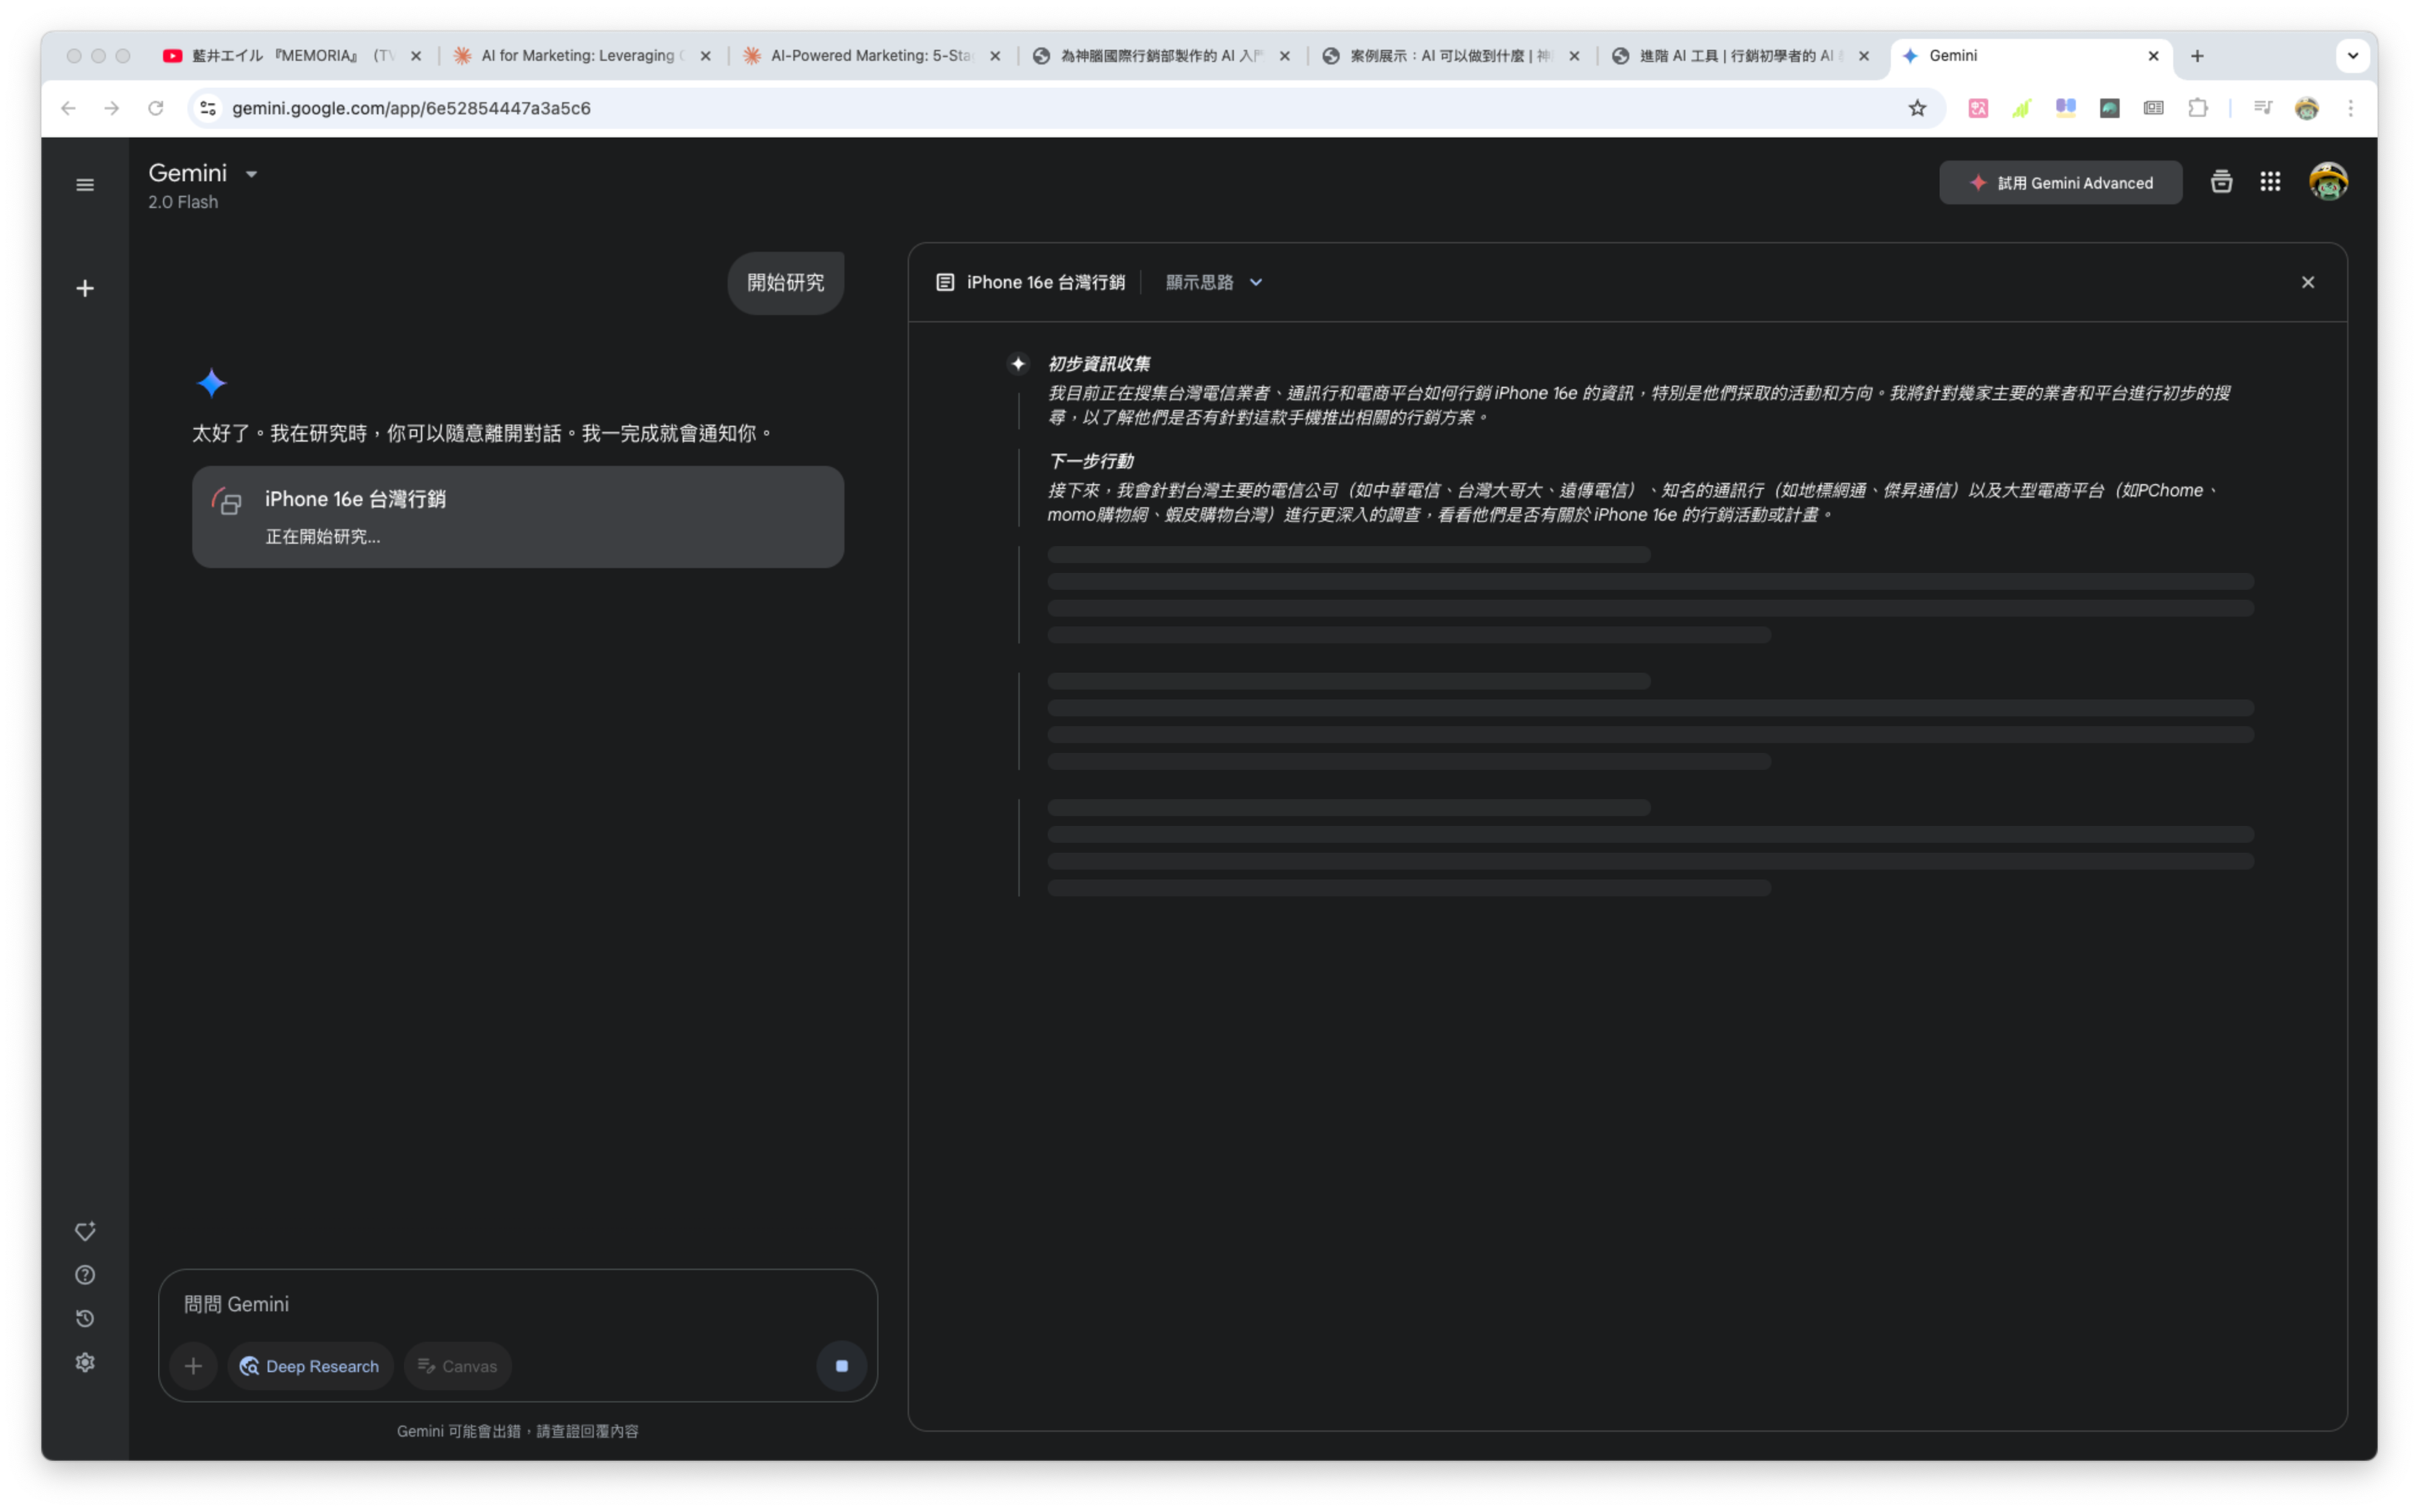 藍井エイル 『MEMORIA』 (TV
AI for Marketing: Leveraging
AI-Powered Marketing: 5-Sta
為神腦國際行銷部製作的 AI 入門
案例展示：AI 可以做到什麼 | 神
進階 AI 工具 | 行銷初學者的 AI
Gemini
gemini.google.com/app/6e52854447a3a5c6
Gemini
2.0 Flash
試用 Gemini Advanced
開始研究
太好了。我在研究時，你可以隨意離開對話。我一完成就會通知你。
iPhone 16e 台灣行銷
正在開始研究...
iPhone 16e 台灣行銷
顯示思路
初步資訊收集
我目前正在搜集台灣電信業者、通訊行和電商平台如何行銷 iPhone 16e 的資訊，特別是他們採取的活動和方向。我將針對幾家主要的業者和平台進行初步的搜
尋，以了解他們是否有針對這款手機推出相關的行銷方案。
下一步行動
接下來，我會針對台灣主要的電信公司（如中華電信、台灣大哥大、遠傳電信）、知名的通訊行（如地標網通、傑昇通信）以及大型電商平台（如PChome、
momo購物網、蝦皮購物台灣）進行更深入的調查，看看他們是否有關於 iPhone 16e 的行銷活動或計畫。
問問 Gemini
Deep Research
Canvas
Gemini 可能會出錯，請查證回覆內容